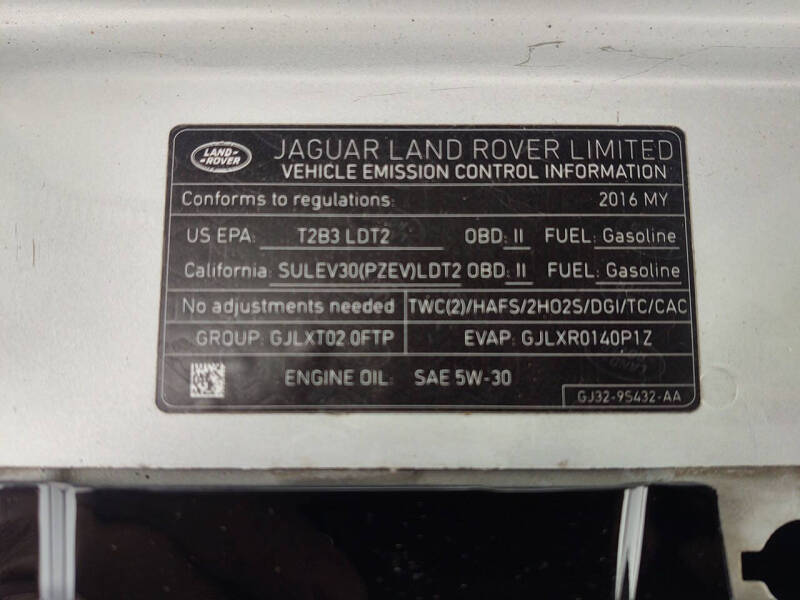 LAND-
-ROVER
JAGUAR LAND ROVER LIMITED
VEHICLE EMISSION CONTROL INFORMATION
Conforms to regulations: 2016 MY
US EPA: T2B3 LDT2 OBD: II FUEL: Gasoline
California: SULEV30(PZEV)LDT2 OBD: II FUEL: Gasoline
No adjustments needed TWC(2)/HAFS/2HO2S/DGI/TC/CAC
GROUP: GJLXT02.0FTP EVAP: GJLXR0140P1Z
ENGINE OIL: SAE 5W-30
GJ32-9S432-AA